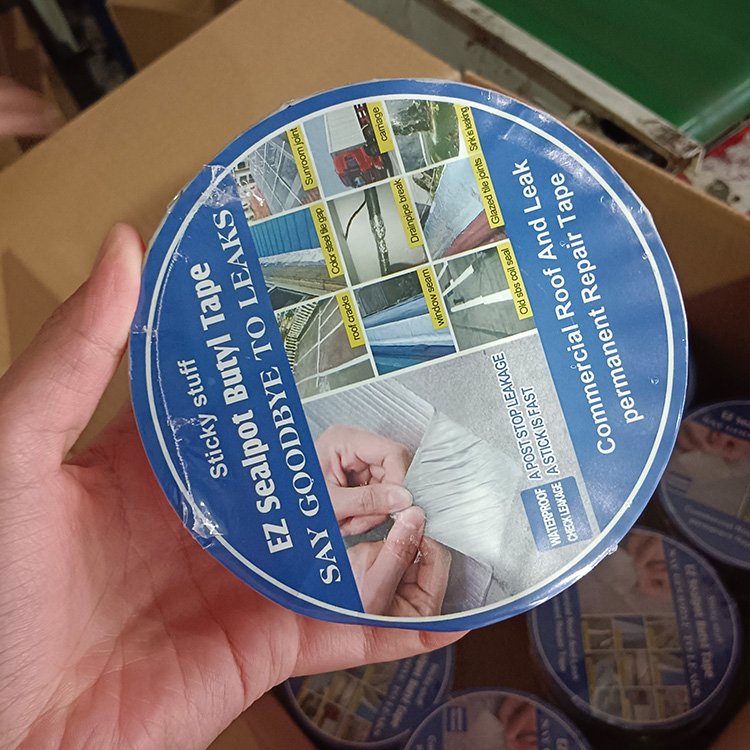 Sticky stuff
EZ Sealpot Butyl Tape
SAY GOODBYE TO LEAKS
Sunroom joint
carriage
Sink is leaking
Color steel tile gap
Drainpipe break
Glazed tile joints
roof cracks
window seam
Old sbs coil seal
WATERPROOF
CHECK LEAKAGE
A POST STOP LEAKAGE
A STICK IS FAST
Commercial Roof And Leak
permanent Repair Tape